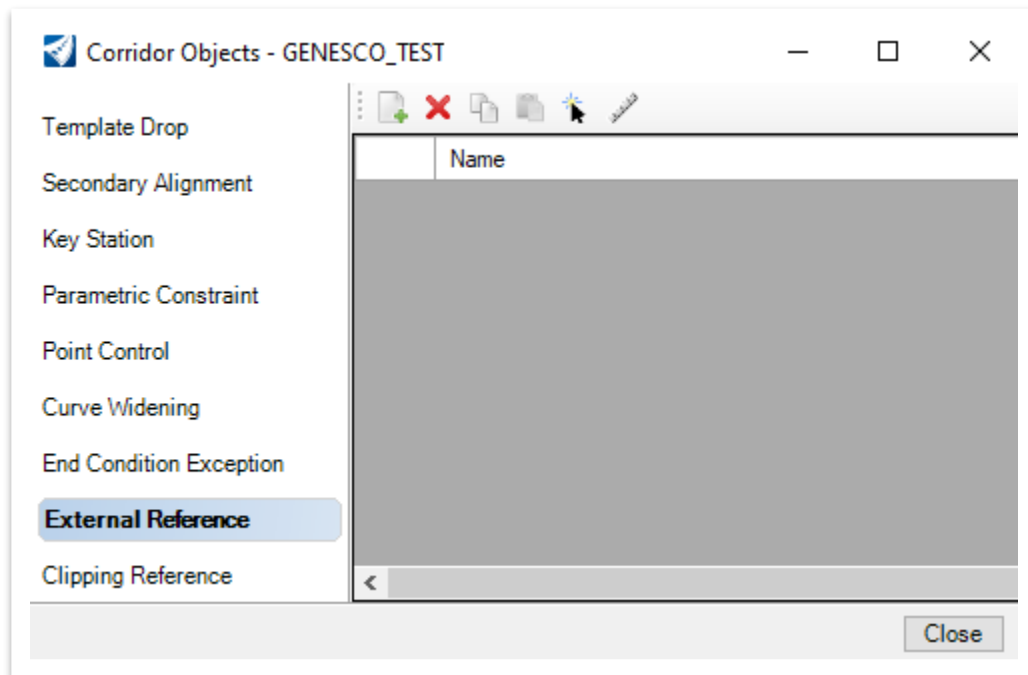 Corridor Objects - GENESCO_TEST
Template Drop
Secondary Alignment
Key Station
Parametric Constraint
Point Control
Curve Widening
End Condition Exception
External Reference
Clipping Reference
Name
Close